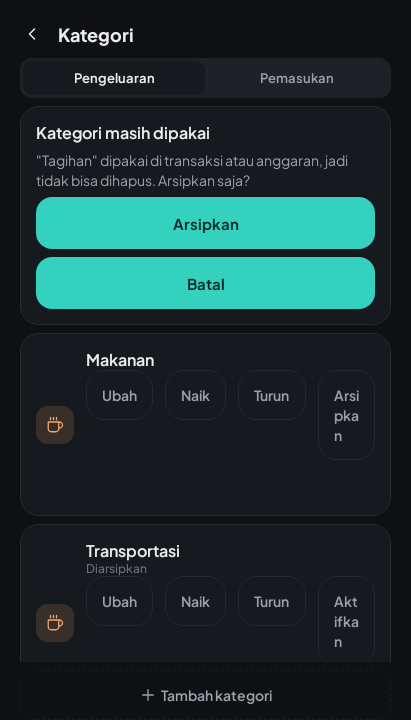 Kategori
Pengeluaran
Pemasukan
Kategori masih dipakai
"Tagihan" dipakai di transaksi atau anggaran, jadi
tidak bisa dihapus. Arsipkan saja?
Arsipkan
Batal
Makanan
Ubah
Naik
Turun
Arsi
pka
n
Transportasi
Diarsipkan
Ubah
Naik
Turun
Akt
ifka
n
+ Tambah kategori